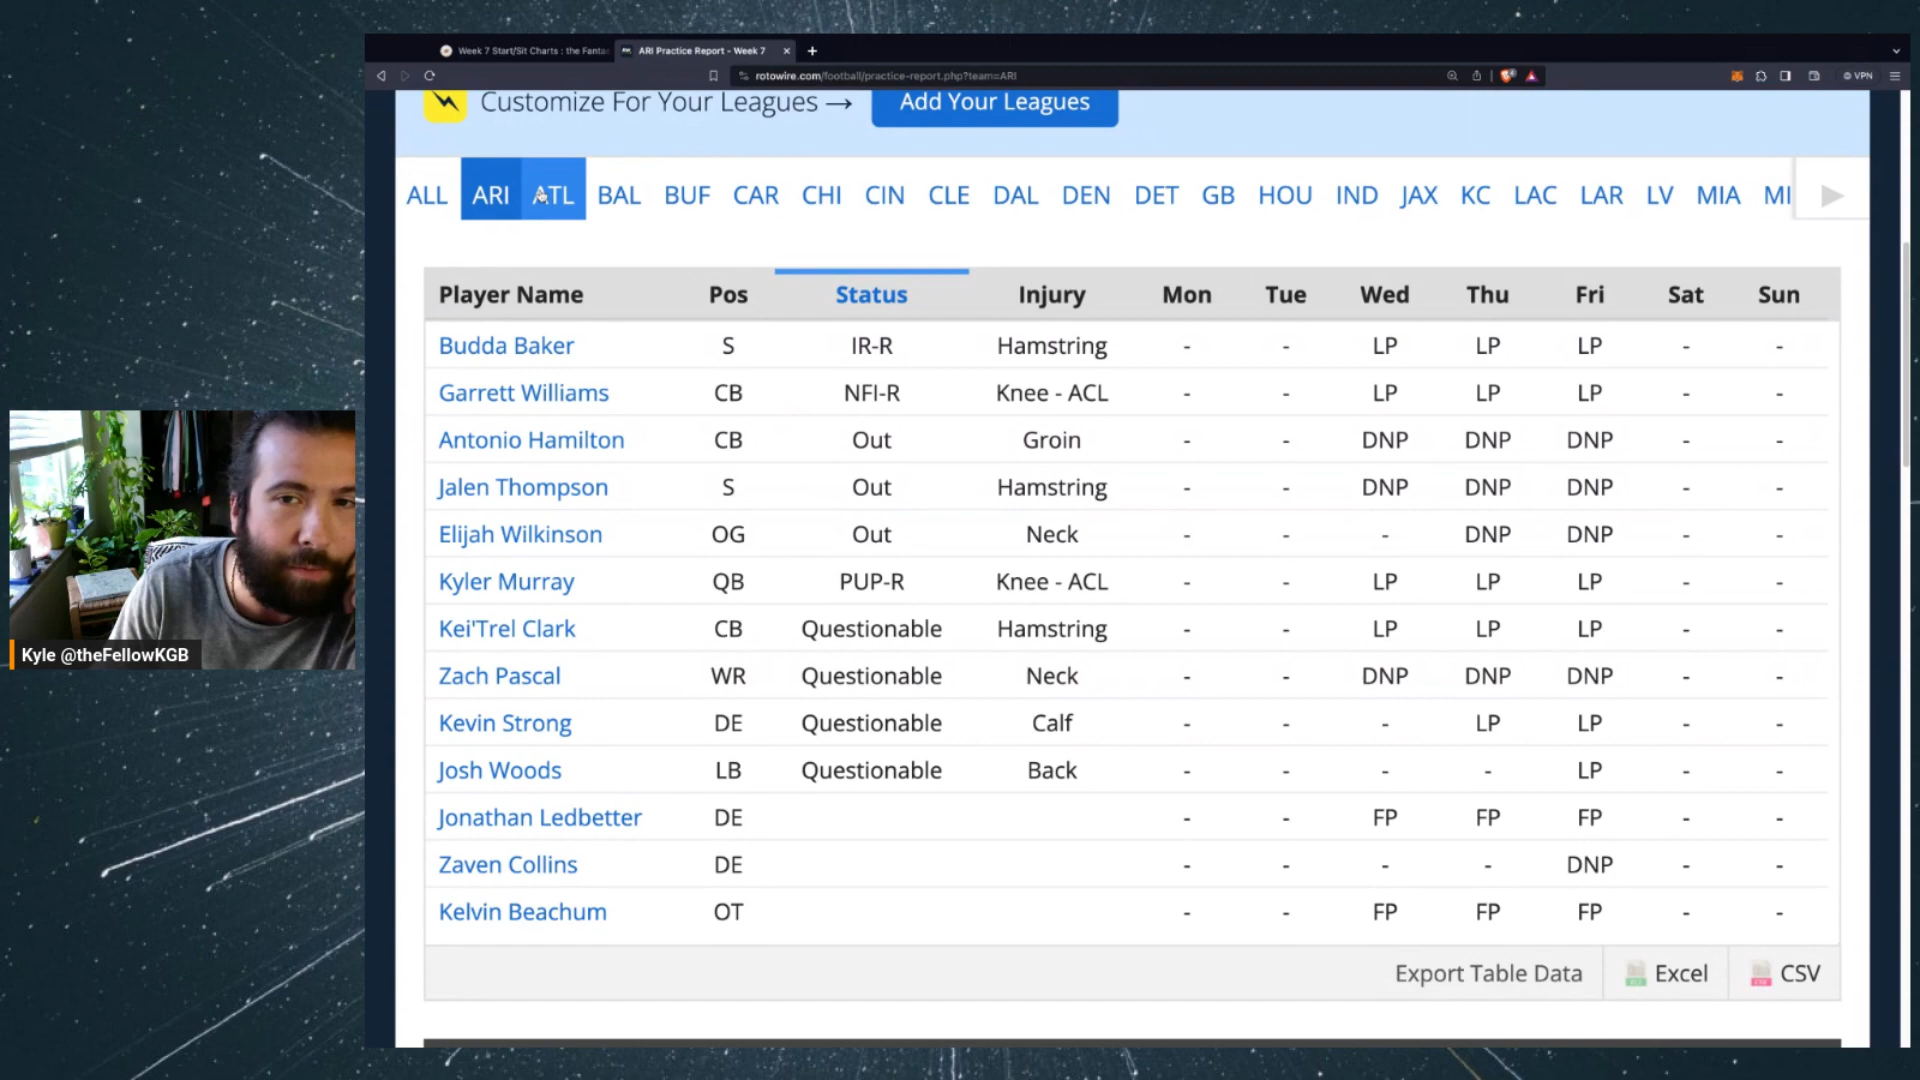 Week 7 Start/Sit Charts : the Fantas
ARI Practice Report - Week 7
rotowire.com/football/practice-report.php?team=ARI
VPN
Customize For Your Leagues → Add Your Leagues
ALL ARI ATL BAL BUF CAR CHI CIN CLE DAL DEN DET GB HOU IND JAX KC LAC LAR LV MIA MI
Player Name Pos Status Injury Mon Tue Wed Thu Fri Sat Sun
Budda Baker S IR-R Hamstring - - LP LP LP - -
Garrett Williams CB NFI-R Knee - ACL - - LP LP LP - -
Antonio Hamilton CB Out Groin - - DNP DNP DNP - -
Jalen Thompson S Out Hamstring - - DNP DNP DNP - -
Elijah Wilkinson OG Out Neck - - - DNP DNP - -
Kyler Murray QB PUP-R Knee - ACL - - LP LP LP - -
Kei'Trel Clark CB Questionable Hamstring - - LP LP LP - -
Zach Pascal WR Questionable Neck - - DNP DNP DNP - -
Kevin Strong DE Questionable Calf - - - LP LP - -
Josh Woods LB Questionable Back - - - - LP - -
Jonathan Ledbetter DE - - FP FP FP - -
Zaven Collins DE - - - - DNP - -
Kelvin Beachum OT - - FP FP FP - -
Export Table Data Excel CSV
Kyle @theFellowKGB